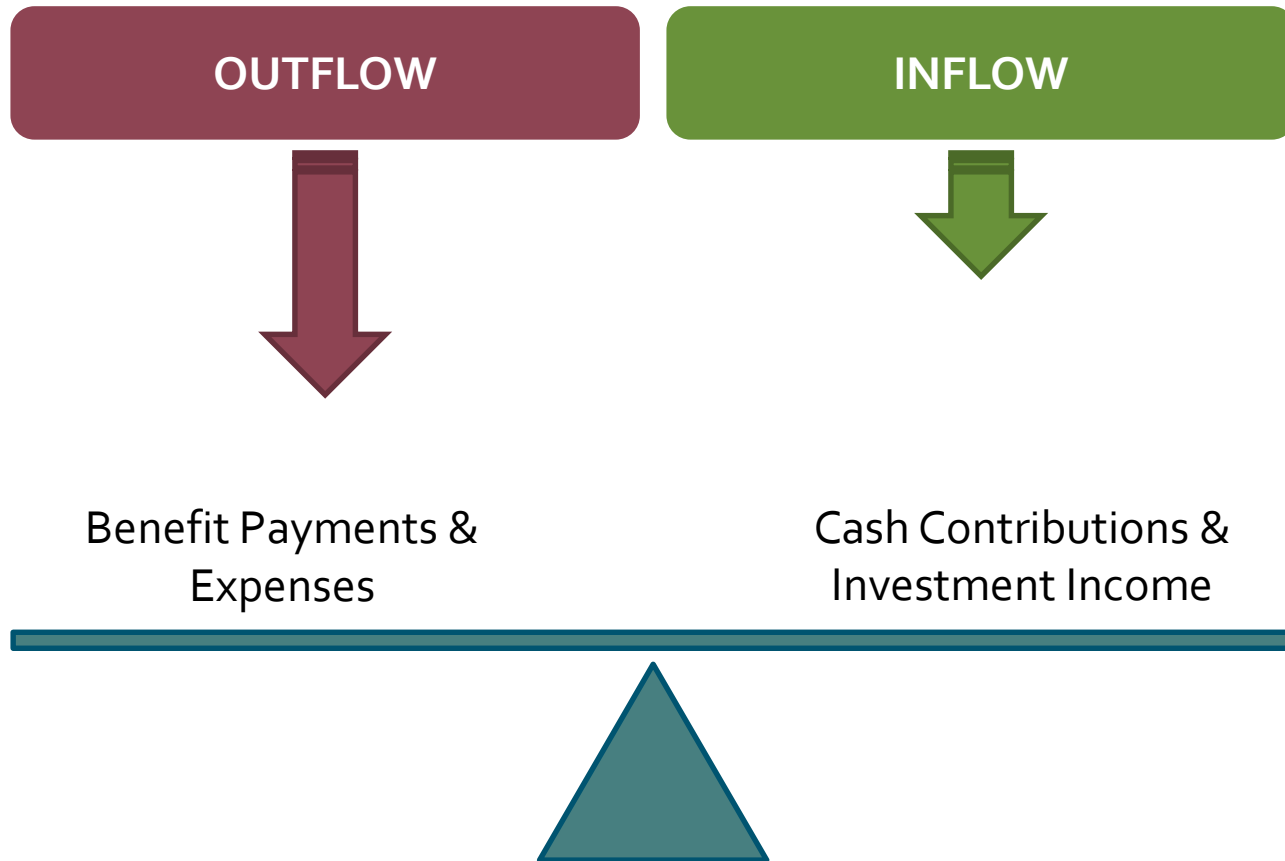 OUTFLOW
INFLOW
Benefit Payments &
Expenses
Cash Contributions &
Investment Income